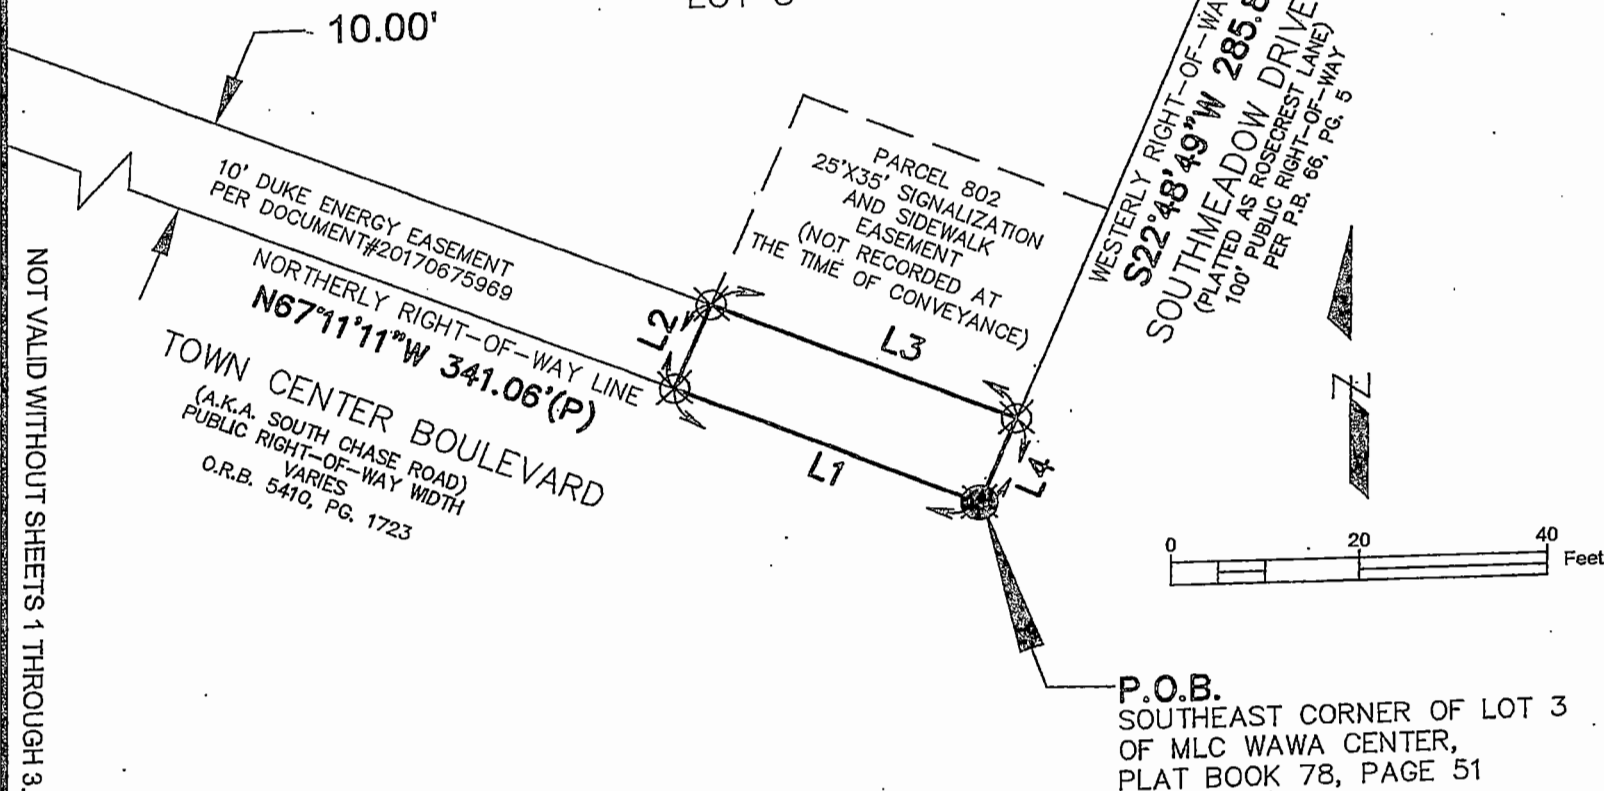 10.00'
10' DUKE ENERGY EASEMENT
PER DOCUMENT#20170675969
NORTHERLY RIGHT-OF-WAY LINE
N67°11'11"W 341.06'(P)
TOWN CENTER BOULEVARD
(A.K.A. SOUTH CHASE ROAD)
PUBLIC RIGHT-OF-WAY WIDTH
VARIES
O.R.B. 5410, PG. 1723
PARCEL 802
25'X35' SIGNALIZATION
AND SIDEWALK
EASEMENT
(NOT RECORDED AT
THE TIME OF CONVEYANCE)
L2
L3
L1
L4
WESTERLY RIGHT-OF-WA
S22°48'49"W 285.8
SOUTHMEADOW DRIVE
(PLATTED AS ROSECREST LANE)
100' PUBLIC RIGHT-OF-WAY
PER P.B. 66, PG. 5
Z
0 20 40 Feet
P.O.B.
SOUTHEAST CORNER OF LOT 3
OF MLC WAWA CENTER,
PLAT BOOK 78, PAGE 51
NOT VALID WITHOUT SHEETS 1 THROUGH 3.